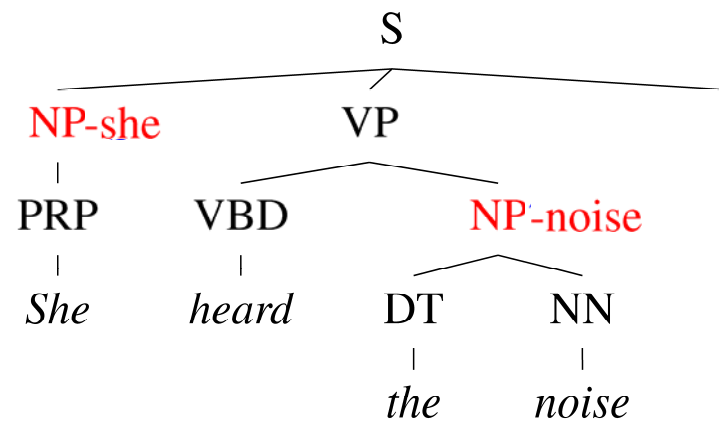 S
NP-she VP
PRP VBD NP-noise
She heard DT NN
the noise